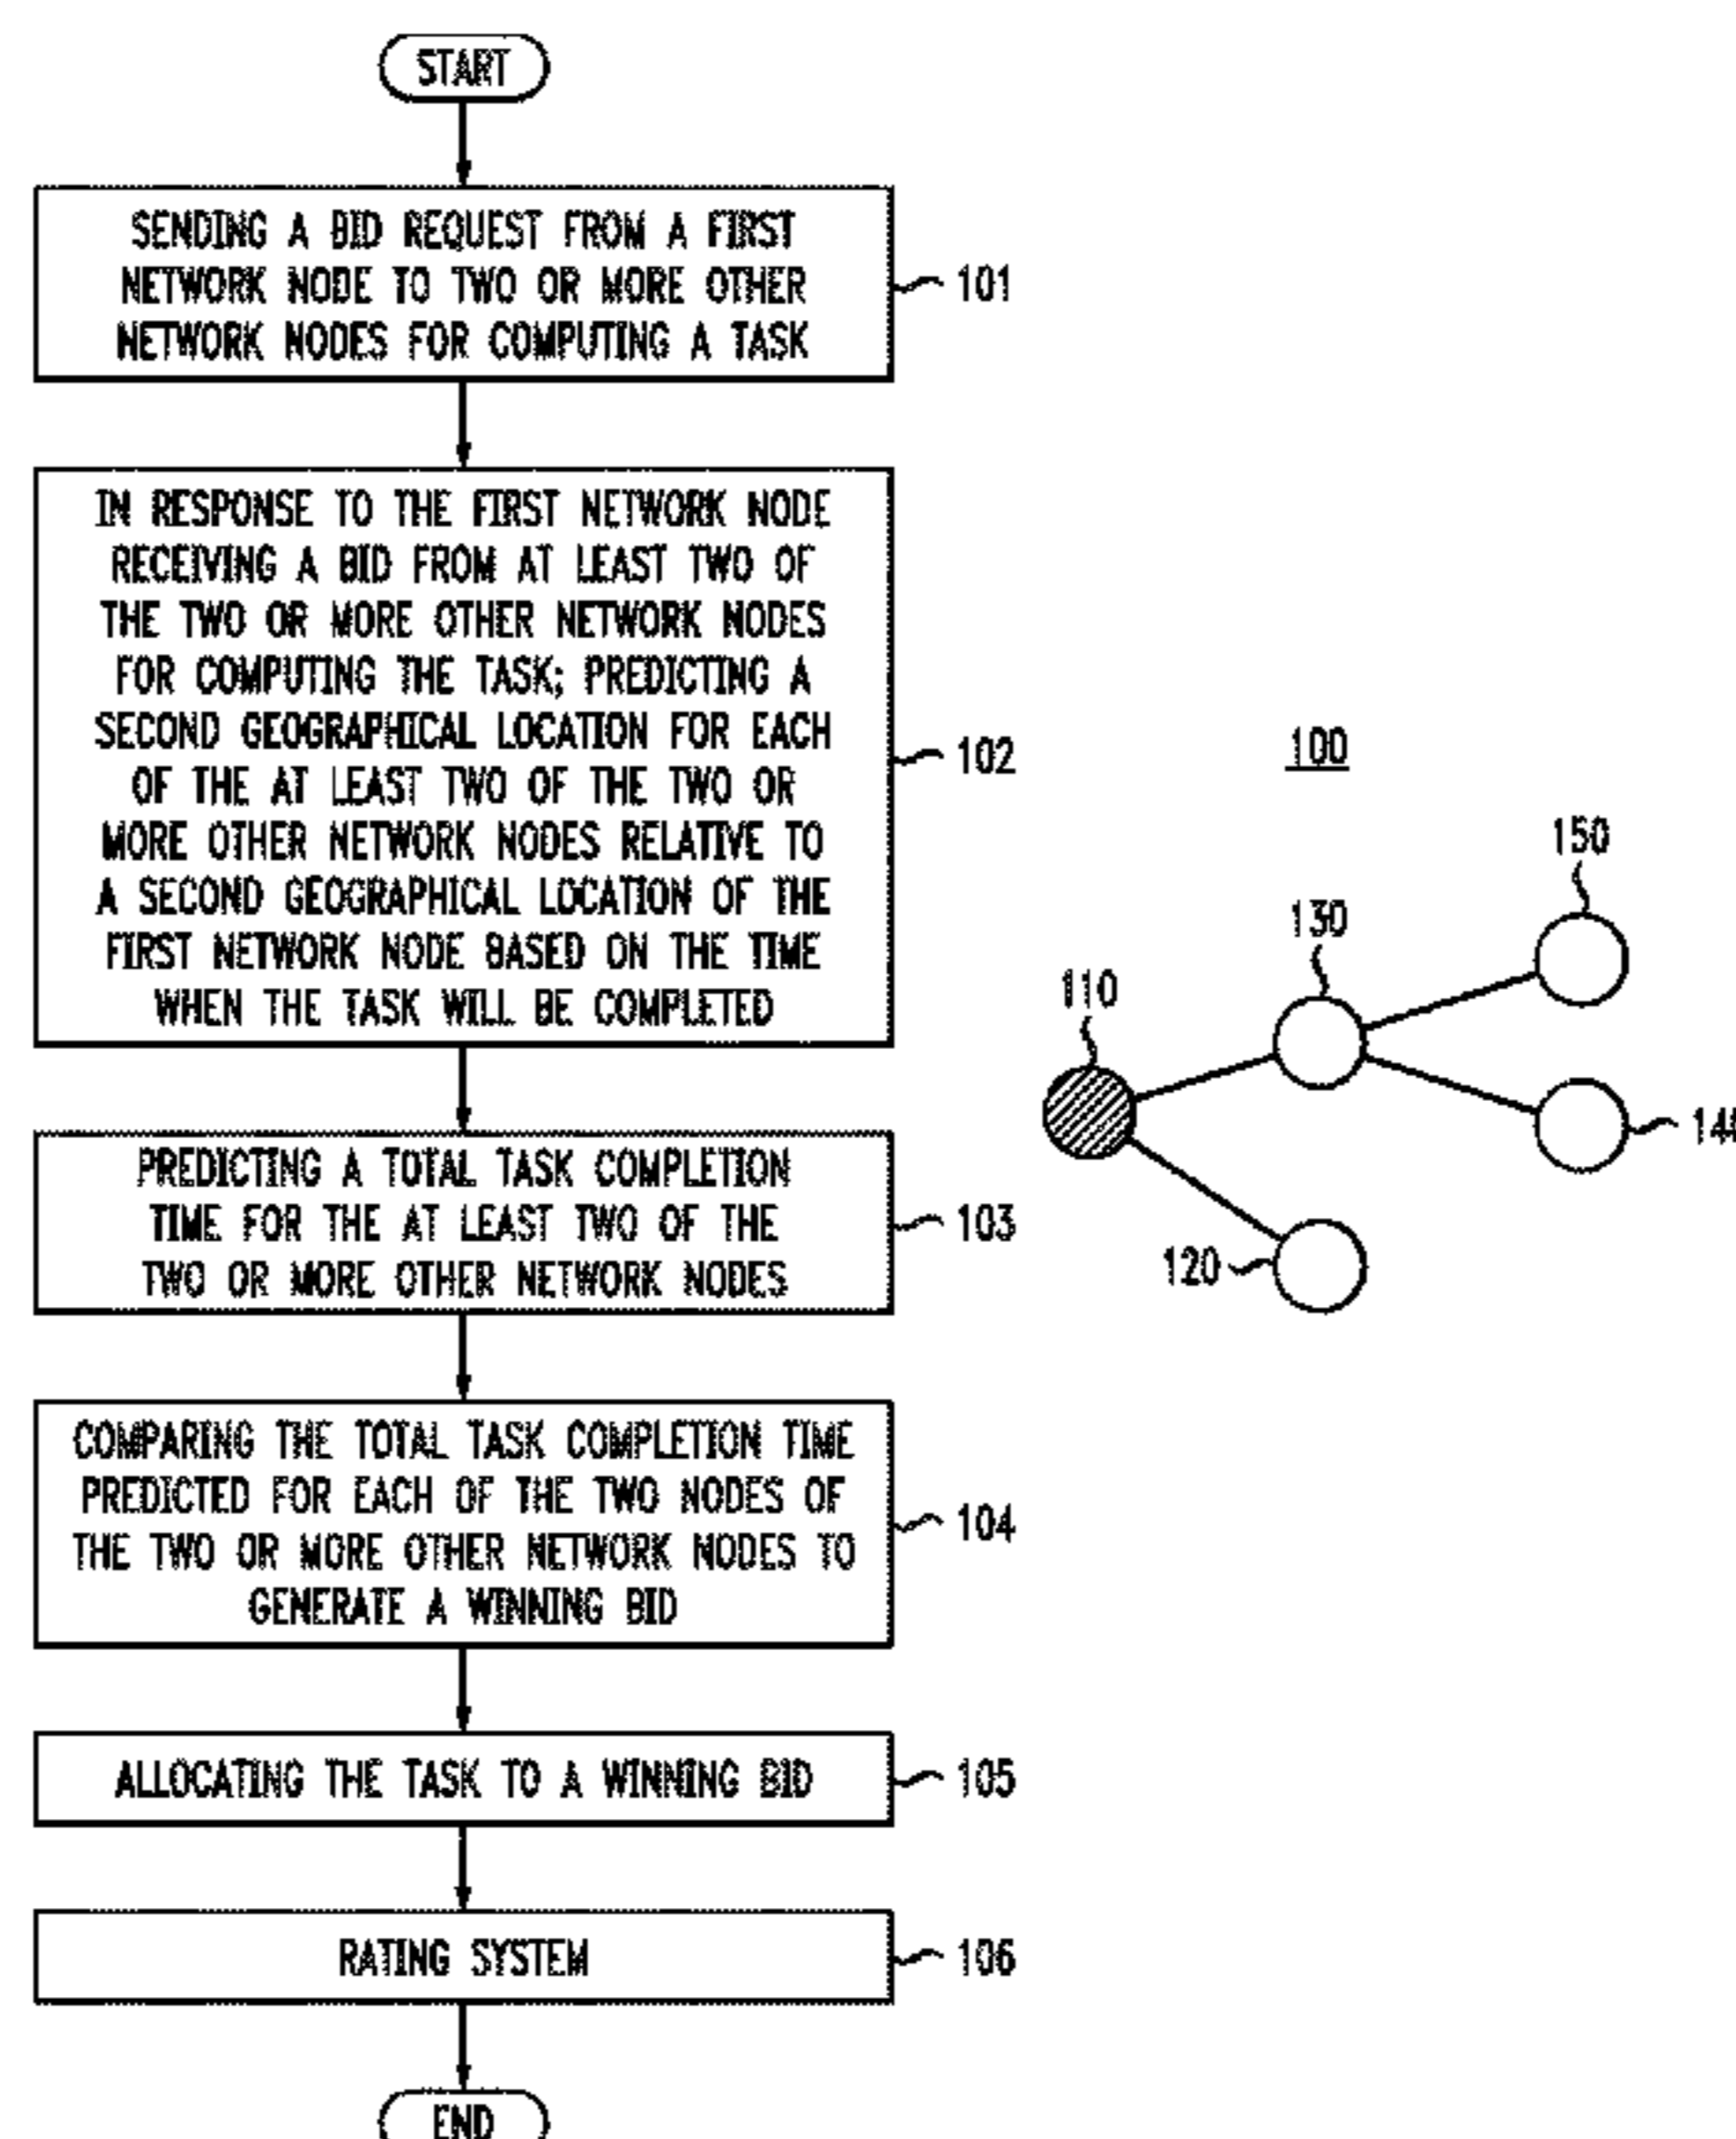 START
SENDING A BID REQUEST FROM A FIRST
NETWORK NODE TO TWO OR MORE OTHER
NETWORK NODES FOR COMPUTING A TASK
101
IN RESPONSE TO THE FIRST NETWORK NODE
RECEIVING A BID FROM AT LEAST TWO OF
THE TWO OR MORE OTHER NETWORK NODES
FOR COMPUTING THE TASK; PREDICTING A
SECOND GEOGRAPHICAL LOCATION FOR EACH
OF THE AT LEAST TWO OF THE TWO OR
MORE OTHER NETWORK NODES RELATIVE TO
A SECOND GEOGRAPHICAL LOCATION OF THE
FIRST NETWORK NODE BASED ON THE TIME
WHEN THE TASK WILL BE COMPLETED
102
PREDICTING A TOTAL TASK COMPLETION
TIME FOR THE AT LEAST TWO OF THE
TWO OR MORE OTHER NETWORK NODES
103
COMPARING THE TOTAL TASK COMPLETION TIME
PREDICTED FOR EACH OF THE TWO NODES OF
THE TWO OR MORE OTHER NETWORK NODES TO
GENERATE A WINNING BID
104
ALLOCATING THE TASK TO A WINNING BID
105
RATING SYSTEM
106
END
100
150
130
110
120